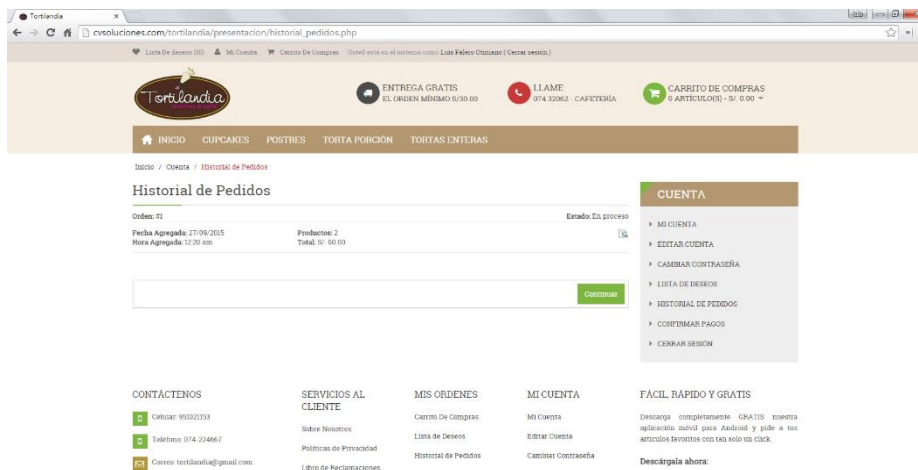 Tortilandia
cvsoluciones.com/tortilandia/presentacion/historial_pedidos.php
Lista De deseos (10) Mi Cuenta Carrito De Compras Usted está en el sistema como Luis Falero Otiniano ( Cerrar sesión )
Tortilandia
ENTREGA GRATIS
EL ORDEN MÍNIMO S/30.00
LLAME
074 32062 - CAFETERÍA
CARRITO DE COMPRAS
0 ARTÍCULO(S) - S/. 0.00
INICIO CUPCAKES POSTRES TORTA PORCIÓN TORTAS ENTERAS
Inicio / Cuenta / Historial de Pedidos
Historial de Pedidos
Orden: #1 Estado: En proceso
Fecha Agregada: 27/09/2015 Productos: 2
Hora Agregada: 12:20 am Total: S/. 60.00
Continuar
CUENTA
MI CUENTA
EDITAR CUENTA
CAMBIAR CONTRASEÑA
LISTA DE DESEOS
HISTORIAL DE PEDIDOS
CONFIRMAR PAGOS
CERRAR SESIÓN
CONTÁCTENOS
Celular: 951021153
Teléfono: 074-224667
Correo: tortilandia@gmail.com
SERVICIOS AL
CLIENTE
Sobre Nosotros
Políticas de Privacidad
Libro de Reclamaciones
MIS ORDENES
Carrito De Compras
Lista de Deseos
Historial de Pedidos
MI CUENTA
Mi Cuenta
Editar Cuenta
Cambiar Contraseña
FÁCIL, RÁPIDO Y GRATIS
Descarga completamente GRATIS nuestra
aplicación móvil para Android y pide a tus
artículos favoritos con tan solo un click.
Descárgala ahora: